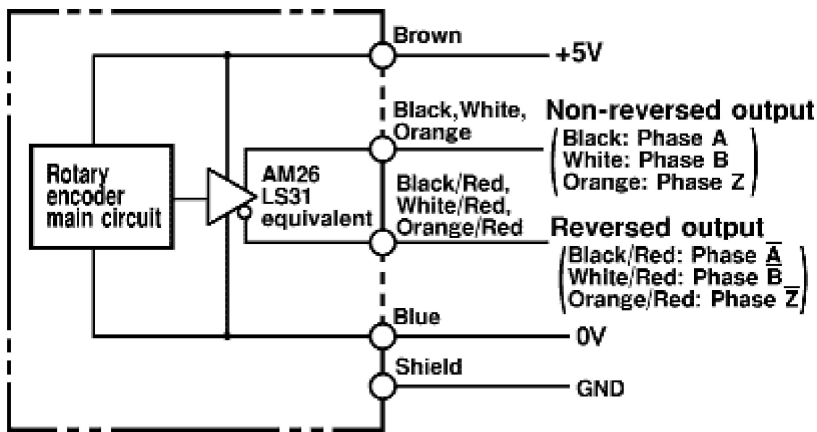 Brown
+5V
Black,White,
Orange
Non-reversed output
Black: Phase A
White: Phase B
Orange: Phase Z
Rotary
encoder
main circuit
AM26
LS31
equivalent
Black/Red,
White/Red,
Orange/Red
Reversed output
Black/Red: Phase A̅
White/Red: Phase B̅
Orange/Red: Phase Z̅
Blue
0V
Shield
GND